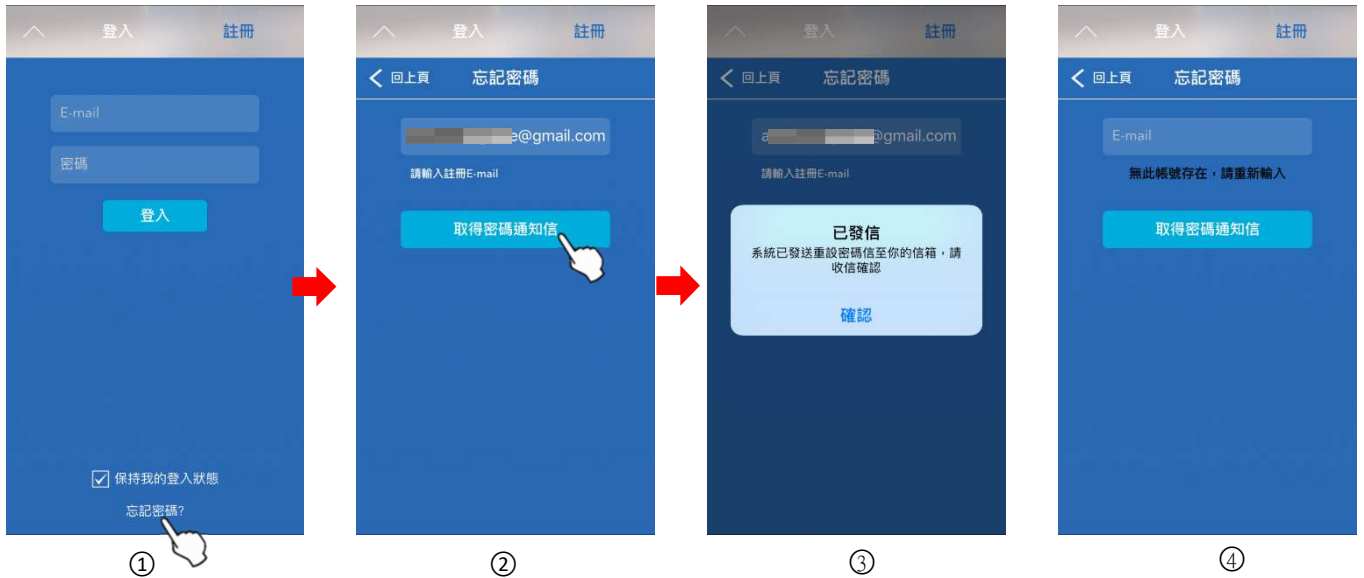 登入 註冊
E-mail
密碼
登入
保持我的登入狀態
忘記密碼?
①
登入 註冊
回上頁 忘記密碼
e@gmail.com
請輸入註冊E-mail
取得密碼通知信
②
登入 註冊
回上頁 忘記密碼
a @gmail.com
請輸入註冊E-mail
已發信
系統已發送重設密碼信至你的信箱，請
收信確認
確認
③
登入 註冊
回上頁 忘記密碼
E-mail
無此帳號存在，請重新輸入
取得密碼通知信
④